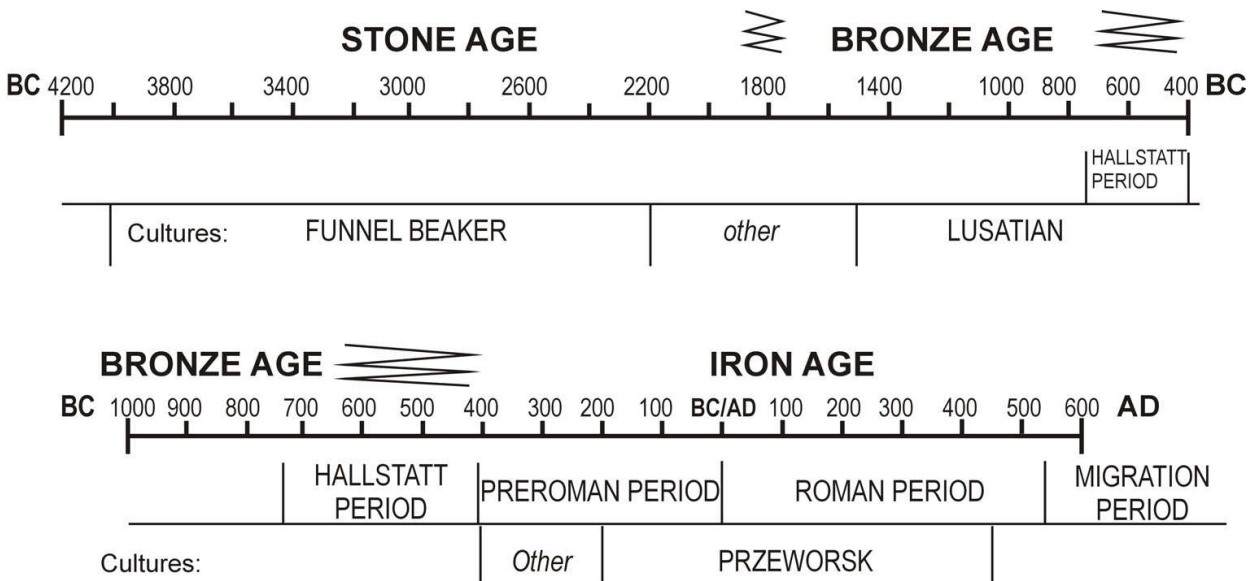 STONE AGE BRONZE AGE
BC 4200 3800 3400 3000 2600 2200 1800 1400 1000 800 600 400 BC
HALLSTATT
PERIOD
Cultures: FUNNEL BEAKER other LUSATIAN
BRONZE AGE IRON AGE
BC 1000 900 800 700 600 500 400 300 200 100 BC/AD 100 200 300 400 500 600 AD
HALLSTATT
PERIOD
PREROMAN PERIOD
ROMAN PERIOD
MIGRATION
PERIOD
Cultures: Other PRZEWORSK